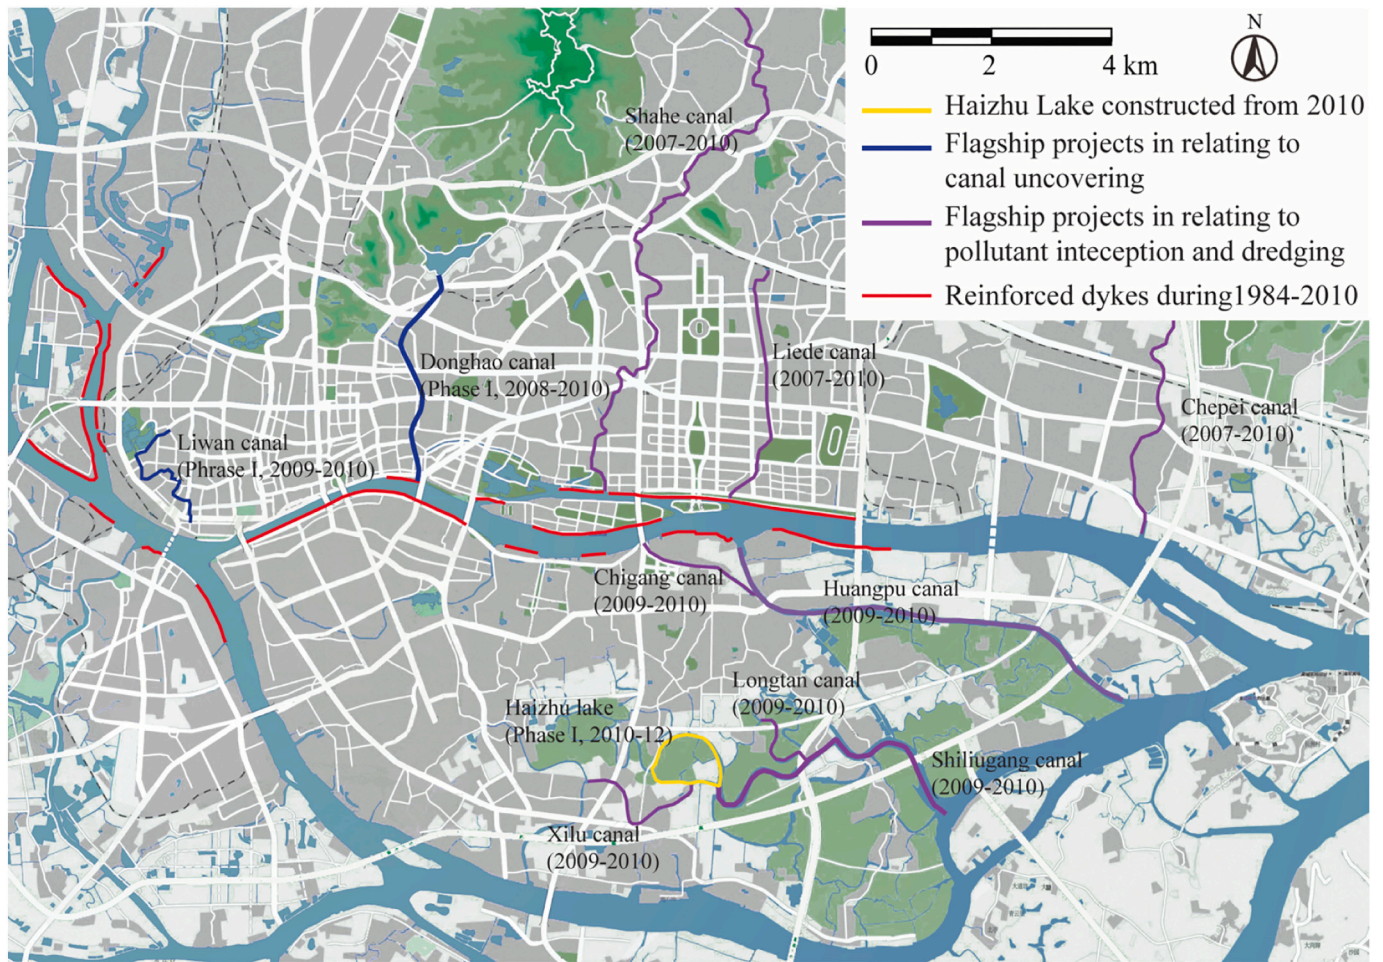 N
0 2 4 km
Haizhu Lake constructed from 2010
Flagship projects in relating to
canal uncovering
Flagship projects in relating to
pollutant inteception and dredging
Reinforced dykes during1984-2010
Shahe canal
(2007-2010)
Donghao canal
(Phase I, 2008-2010)
Liede canal
(2007-2010)
Chepei canal
(2007-2010)
Liwan canal
(Phrase I, 2009-2010)
Chigang canal
(2009-2010)
Huangpu canal
(2009-2010)
Longtan canal
(2009-2010)
Haizhu lake
(Phase I, 2010-12)
Shiliugang canal
(2009-2010)
Xilu canal
(2009-2010)